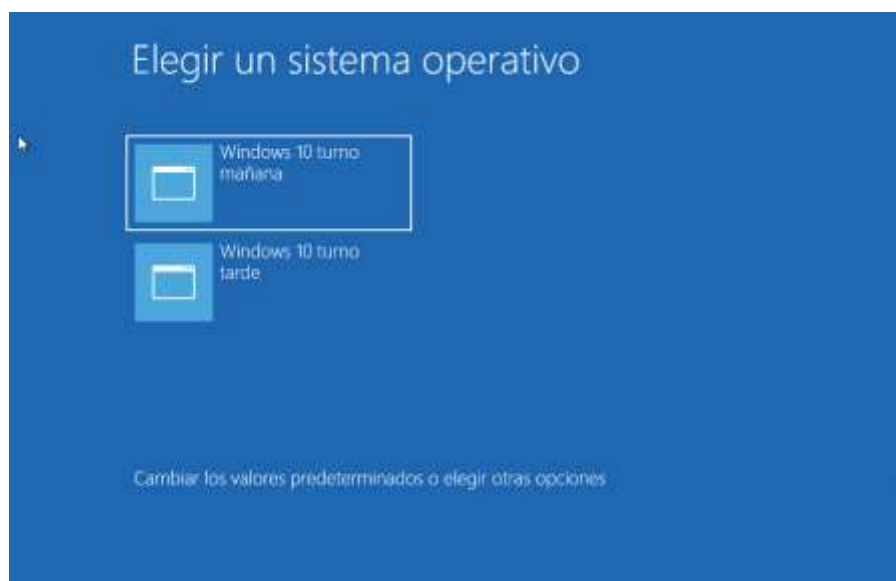 Elegir un sistema operativo
Windows 10 turno
mañana
Windows 10 turno
tarde
Cambiar los valores predeterminados o elegir otras opciones